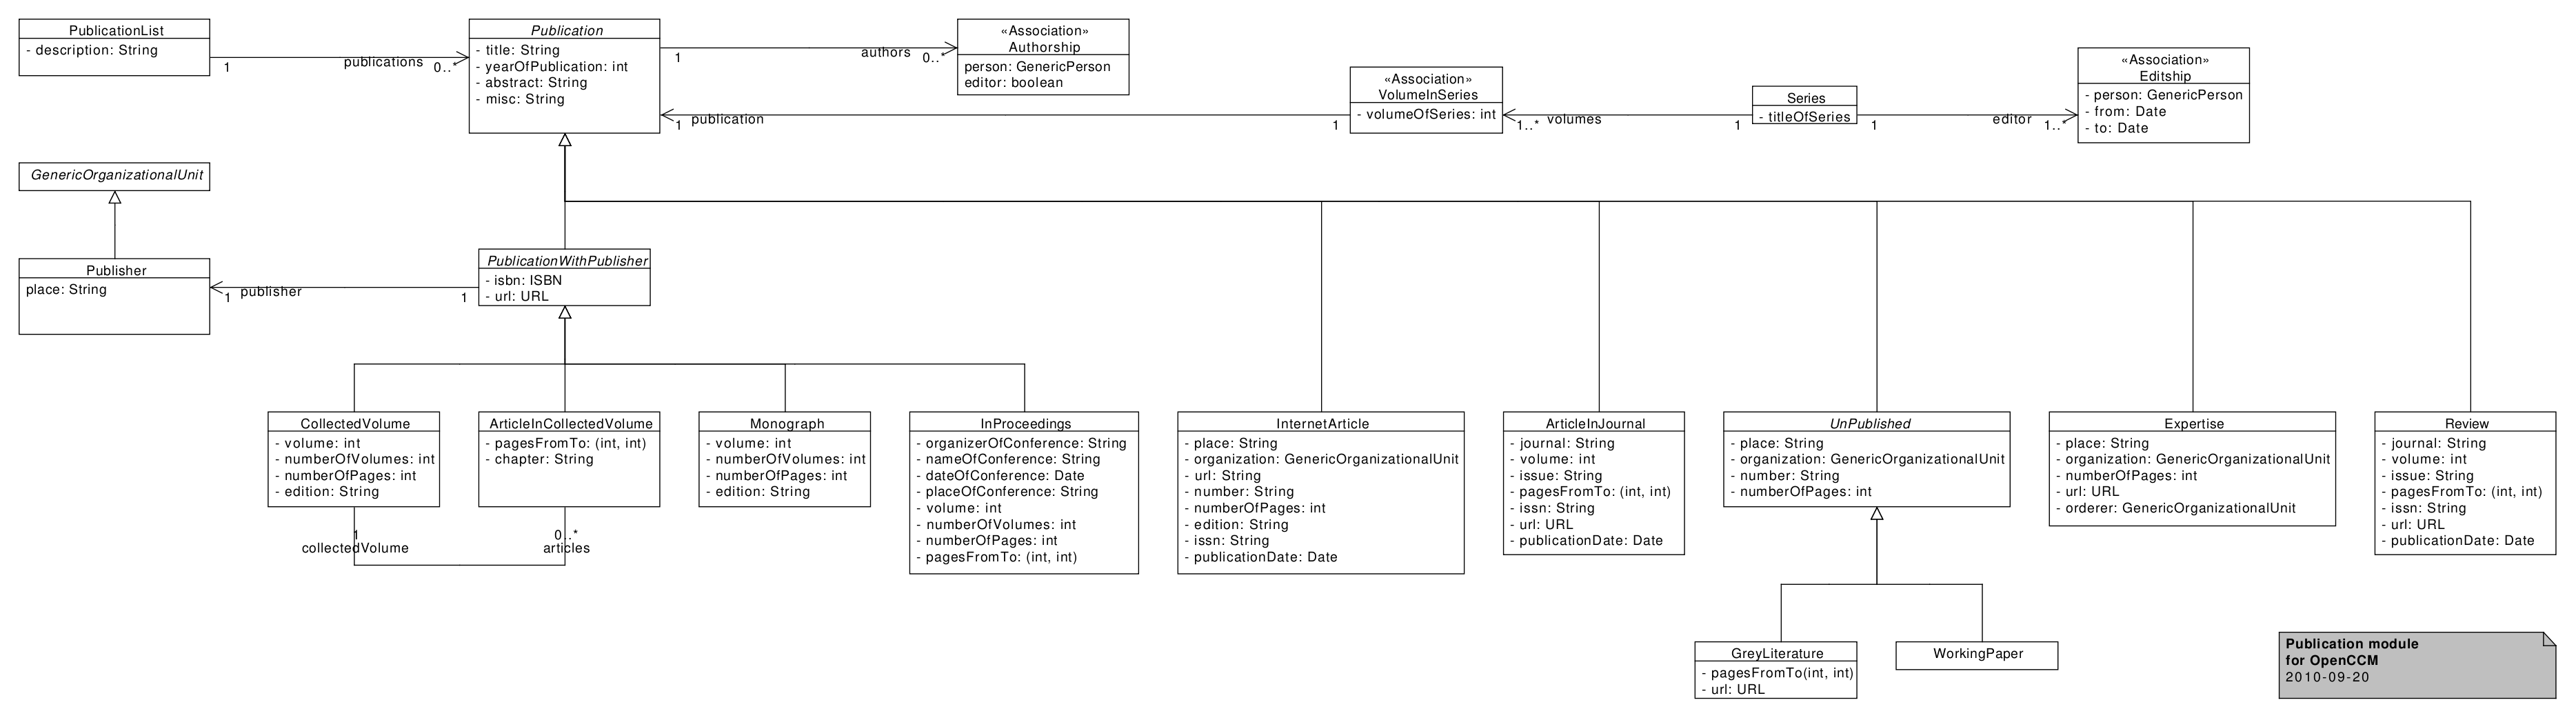 PublicationList
- description: String
1
publications
0..*
Publication
- title: String
- yearOfPublication: int
- abstract: String
- misc: String
1
authors
0..*
«Association»
Authorship
person: GenericPerson
editor: boolean
1
publication
1
«Association»
VolumeInSeries
- volumeOfSeries: int
1..*
volumes
1
Series
- titleOfSeries
1
editor
1..*
«Association»
Editship
- person: GenericPerson
- from: Date
- to: Date
GenericOrganizationalUnit
Publisher
place: String
1
publisher
1
PublicationWithPublisher
- isbn: ISBN
- url: URL
CollectedVolume
- volume: int
- numberOfVolumes: int
- numberOfPages: int
- edition: String
1
collectedVolume
ArticleInCollectedVolume
- pagesFromTo: (int, int)
- chapter: String
0..*
articles
Monograph
- volume: int
- numberOfVolumes: int
- numberOfPages: int
- edition: String
InProceedings
- organizerOfConference: String
- nameOfConference: String
- dateOfConference: Date
- placeOfConference: String
- volume: int
- numberOfVolumes: int
- numberOfPages: int
- pagesFromTo: (int, int)
InternetArticle
- place: String
- organization: GenericOrganizationalUnit
- url: String
- number: String
- numberOfPages: int
- edition: String
- issn: String
- publicationDate: Date
ArticleInJournal
- journal: String
- volume: int
- issue: String
- pagesFromTo: (int, int)
- issn: String
- url: URL
- publicationDate: Date
UnPublished
- place: String
- organization: GenericOrganizationalUnit
- number: String
- numberOfPages: int
Expertise
- place: String
- organization: GenericOrganizationalUnit
- numberOfPages: int
- url: URL
- orderer: GenericOrganizationalUnit
Review
- journal: String
- volume: int
- issue: String
- pagesFromTo: (int, int)
- issn: String
- url: URL
- publicationDate: Date
GreyLiterature
- pagesFromTo(int, int)
- url: URL
WorkingPaper
Publication module
for OpenCCM
2010-09-20